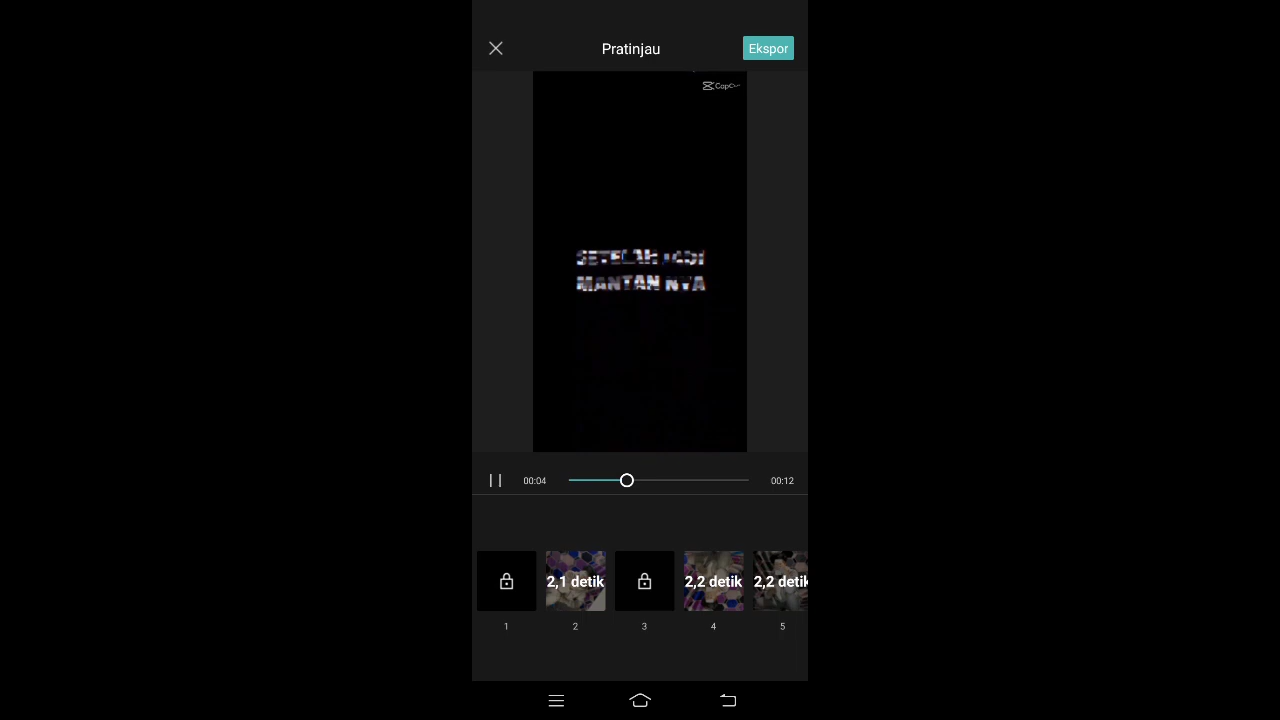 Pratinjau
Ekspor
SETELAH JADI
MANTAN NYA
00:04
00:12
2,1 detik
2,2 detik
2,2 detik
1
2
3
4
5